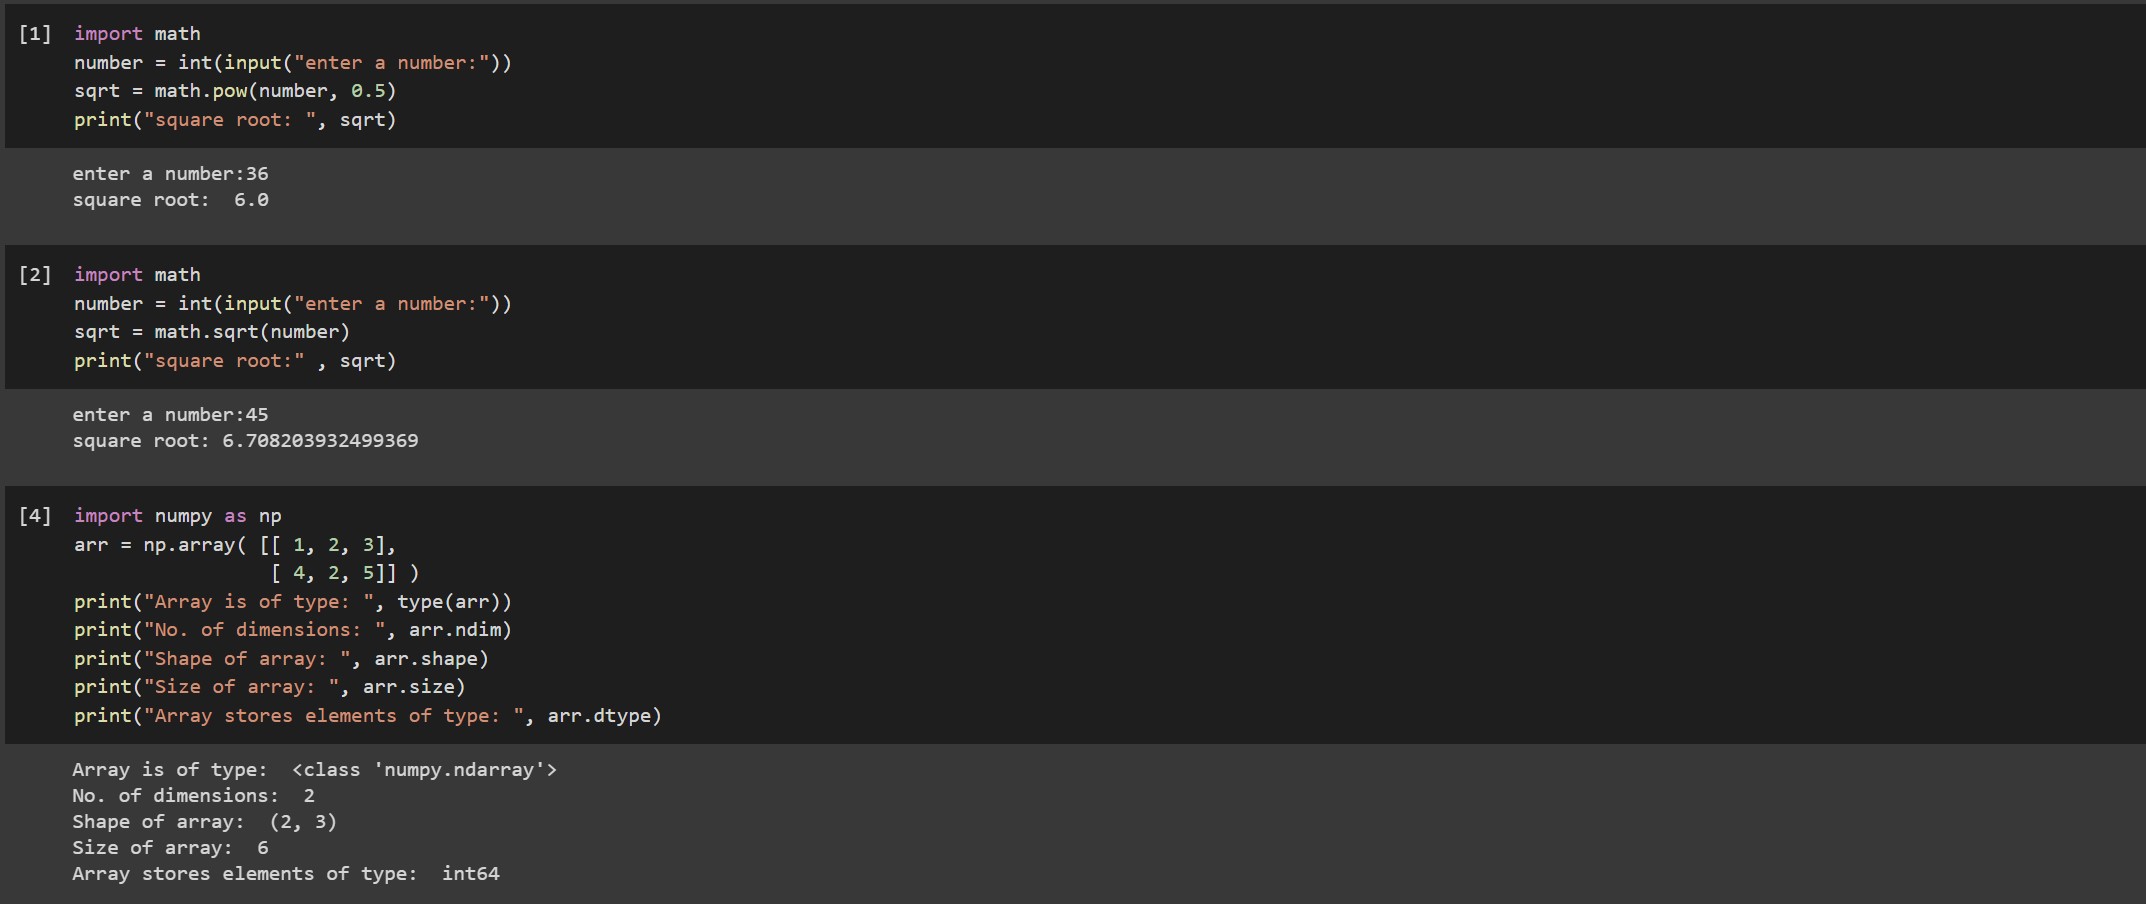 [1] import math
number = int(input("enter a number:"))
sqrt = math.pow(number, 0.5)
print("square root: ", sqrt)
enter a number:36
square root:  6.0
[2] import math
number = int(input("enter a number:"))
sqrt = math.sqrt(number)
print("square root:" , sqrt)
enter a number:45
square root: 6.708203932499369
[4] import numpy as np
arr = np.array( [[ 1, 2, 3],
                 [ 4, 2, 5]] )
print("Array is of type: ", type(arr))
print("No. of dimensions: ", arr.ndim)
print("Shape of array: ", arr.shape)
print("Size of array: ", arr.size)
print("Array stores elements of type: ", arr.dtype)
Array is of type:  <class 'numpy.ndarray'>
No. of dimensions:  2
Shape of array:  (2, 3)
Size of array:  6
Array stores elements of type:  int64